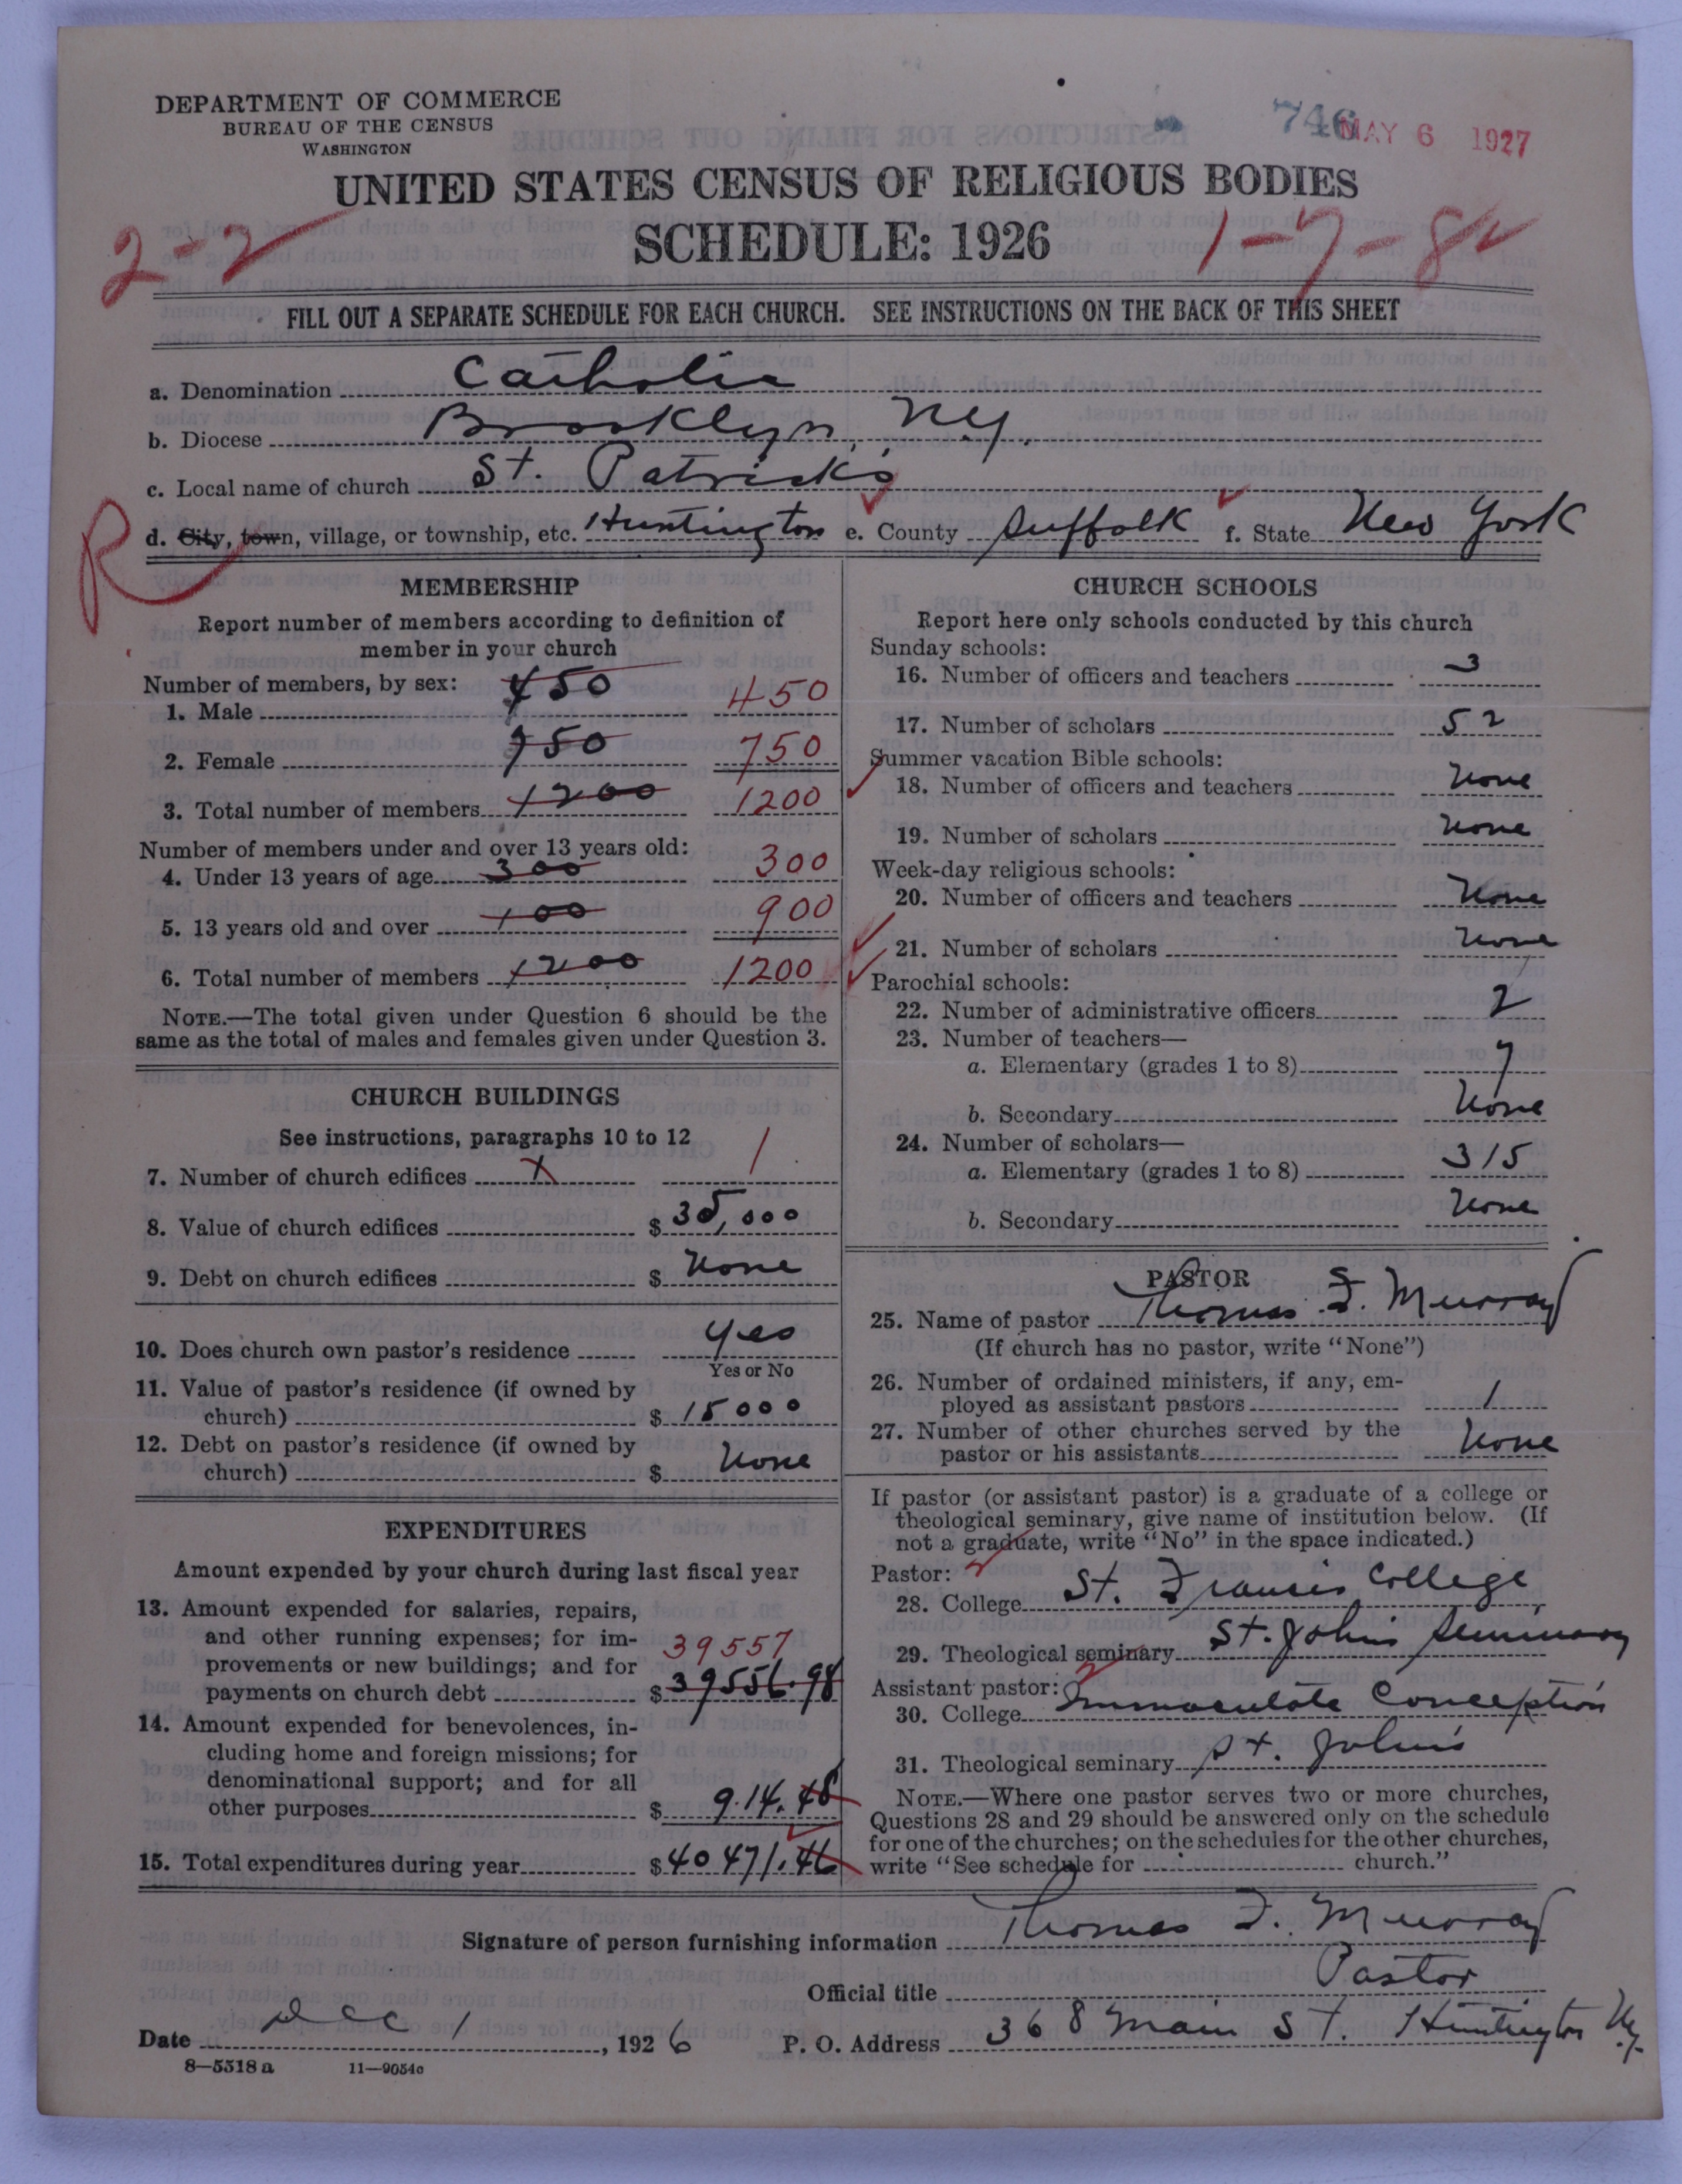 DEPARTMENT OF COMMERCE
BUREAU OF THE CENSUS
WASHINGTON
746 MAY 6 1927
UNITED STATES CENSUS OF RELIGIOUS BODIES
2-2 SCHEDULE: 1926 1-7-82
FILL OUT A SEPARATE SCHEDULE FOR EACH CHURCH. SEE INSTRUCTIONS ON THE BACK OF THIS SHEET
a. Denomination Catholic
b. Diocese Brooklyn, N.Y.
c. Local name of church St. Patrick's
R
d. City, town, village, or township, etc. Huntington e. County Suffolk f. State New York
MEMBERSHIP
Report number of members according to definition of
member in your church
Number of members, by sex:
1. Male 450 450
2. Female 750 750
3. Total number of members 1200 1200
Number of members under and over 13 years old:
4. Under 13 years of age 300 300
5. 13 years old and over 900
6. Total number of members 1200 1200
NOTE.—The total given under Question 6 should be the
same as the total of males and females given under Question 3.
CHURCH BUILDINGS
See instructions, paragraphs 10 to 12
7. Number of church edifices 1
8. Value of church edifices $ 35,000
9. Debt on church edifices $ None
10. Does church own pastor's residence Yes
Yes or No
11. Value of pastor's residence (if owned by
church) $ 15000
12. Debt on pastor's residence (if owned by
church) $ None
EXPENDITURES
Amount expended by your church during last fiscal year
13. Amount expended for salaries, repairs,
and other running expenses; for im-
provements or new buildings; and for 39557
payments on church debt $ 39556.98
14. Amount expended for benevolences, in-
cluding home and foreign missions; for
denominational support; and for all
other purposes $ 914.48
15. Total expenditures during year $ 40471.46
CHURCH SCHOOLS
Report here only schools conducted by this church
Sunday schools:
16. Number of officers and teachers 3
17. Number of scholars 52
Summer vacation Bible schools:
18. Number of officers and teachers None
19. Number of scholars None
Week-day religious schools:
20. Number of officers and teachers None
21. Number of scholars None
Parochial schools:
22. Number of administrative officers 2
23. Number of teachers—
a. Elementary (grades 1 to 8) 7
b. Secondary None
24. Number of scholars—
a. Elementary (grades 1 to 8) 315
b. Secondary None
PASTOR
25. Name of pastor Thomas F. Murray
(If church has no pastor, write "None")
26. Number of ordained ministers, if any, em-
ployed as assistant pastors 1
27. Number of other churches served by the
pastor or his assistants None
If pastor (or assistant pastor) is a graduate of a college or
theological seminary, give name of institution below. (If
not a graduate, write "No" in the space indicated.)
Pastor:
28. College St. Francis College
29. Theological seminary St. John's Seminary
Assistant pastor:
30. College Immaculate Conception
31. Theological seminary St. John's
NOTE.—Where one pastor serves two or more churches,
Questions 28 and 29 should be answered only on the schedule
for one of the churches; on the schedules for the other churches,
write "See schedule for church."
Signature of person furnishing information Thomas F. Murray
Official title Pastor
Date Dec 1, 1926 P. O. Address 368 Main St. Huntington N.Y.
8—5518 a 11—9054c